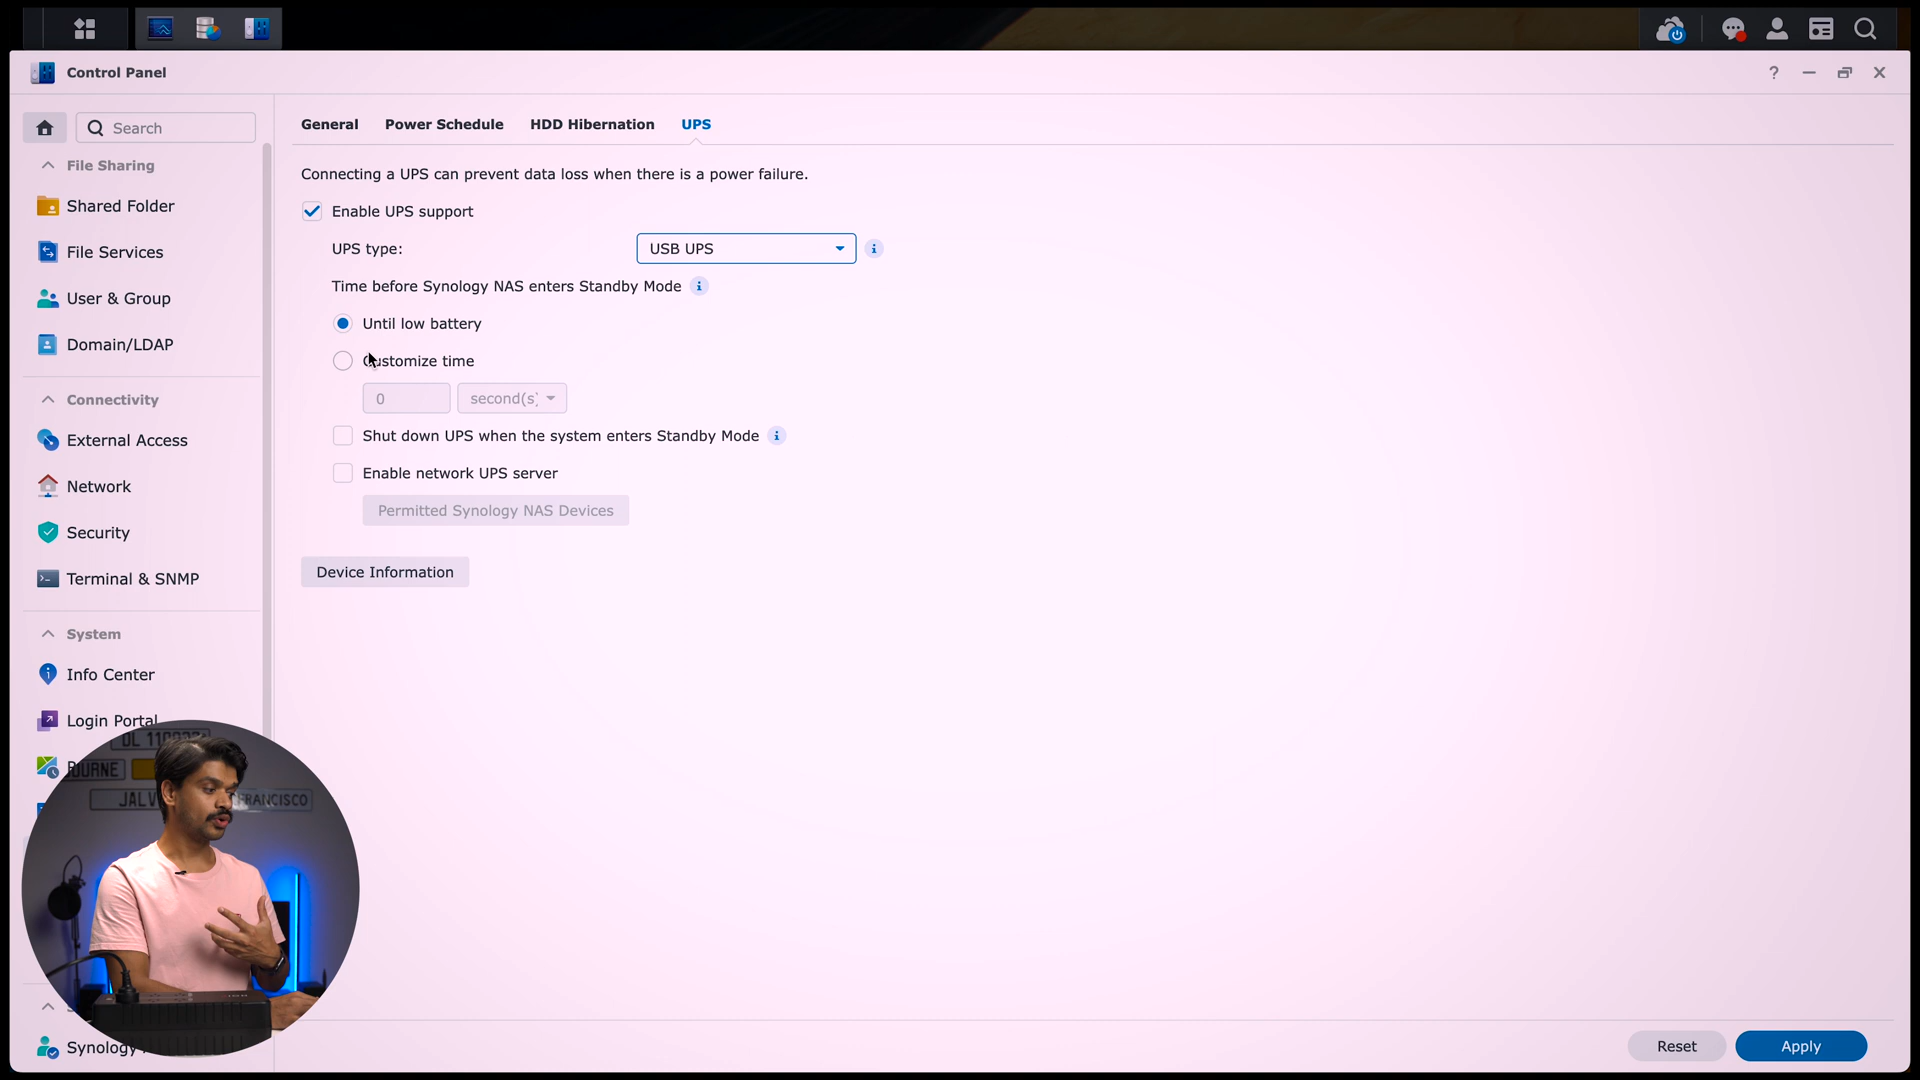 Control Panel
?
Search
General Power Schedule HDD Hibernation UPS
File Sharing
Shared Folder
File Services
User & Group
Domain/LDAP
Connectivity
External Access
Network
Security
Terminal & SNMP
System
Info Center
Login Portal
Synology
Connecting a UPS can prevent data loss when there is a power failure.
Enable UPS support
UPS type: USB UPS
Time before Synology NAS enters Standby Mode
Until low battery
Customize time
0 second(s)
Shut down UPS when the system enters Standby Mode
Enable network UPS server
Permitted Synology NAS Devices
Device Information
BOURNE
JALV
FRANCISCO
Reset Apply